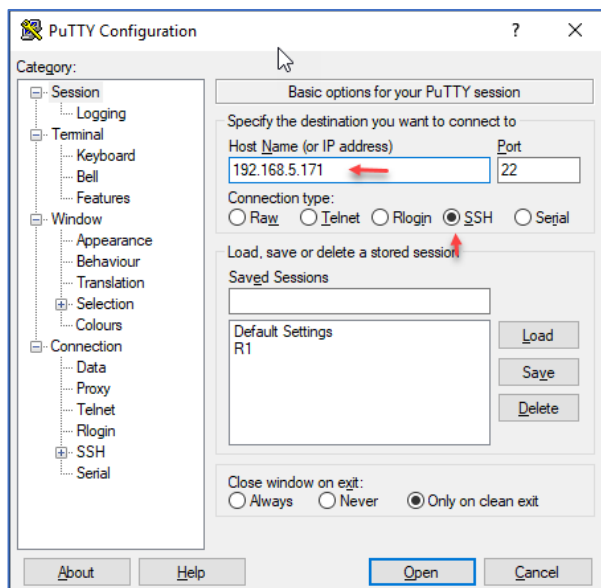 PuTTY Configuration
?
Category:
Session
Logging
Terminal
Keyboard
Bell
Features
Window
Appearance
Behaviour
Translation
Selection
Colours
Connection
Data
Proxy
Telnet
Rlogin
SSH
Serial
Basic options for your PuTTY session
Specify the destination you want to connect to
Host Name (or IP address) Port
192.168.5.171 22
Connection type:
Raw Telnet Rlogin SSH Serial
Load, save or delete a stored session
Saved Sessions
Default Settings
R1
Load
Save
Delete
Close window on exit:
Always Never Only on clean exit
About Help Open Cancel